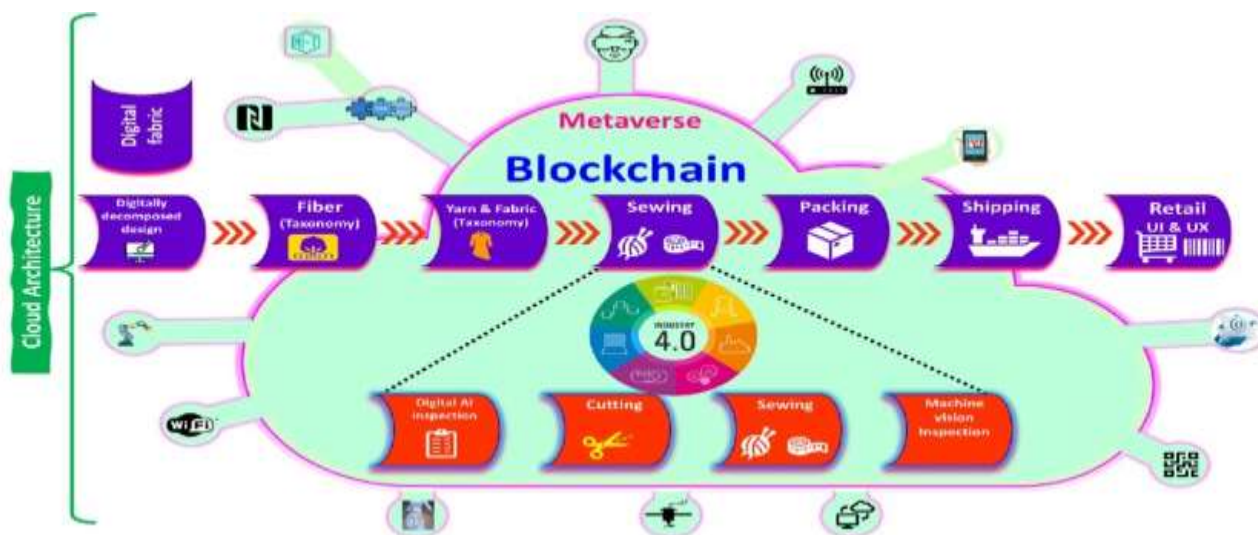 Cloud Architecture
Digital
fabric
Metaverse
Blockchain
Digitally
decomposed
design
Fiber
(Taxonomy)
Yarn & Fabric
(Taxonomy)
Sewing
Packing
Shipping
Retail
UI & UX
INDUSTRY
4.0
Digital AI
inspection
Cutting
Sewing
Machine
vision
Inspection
WiFi